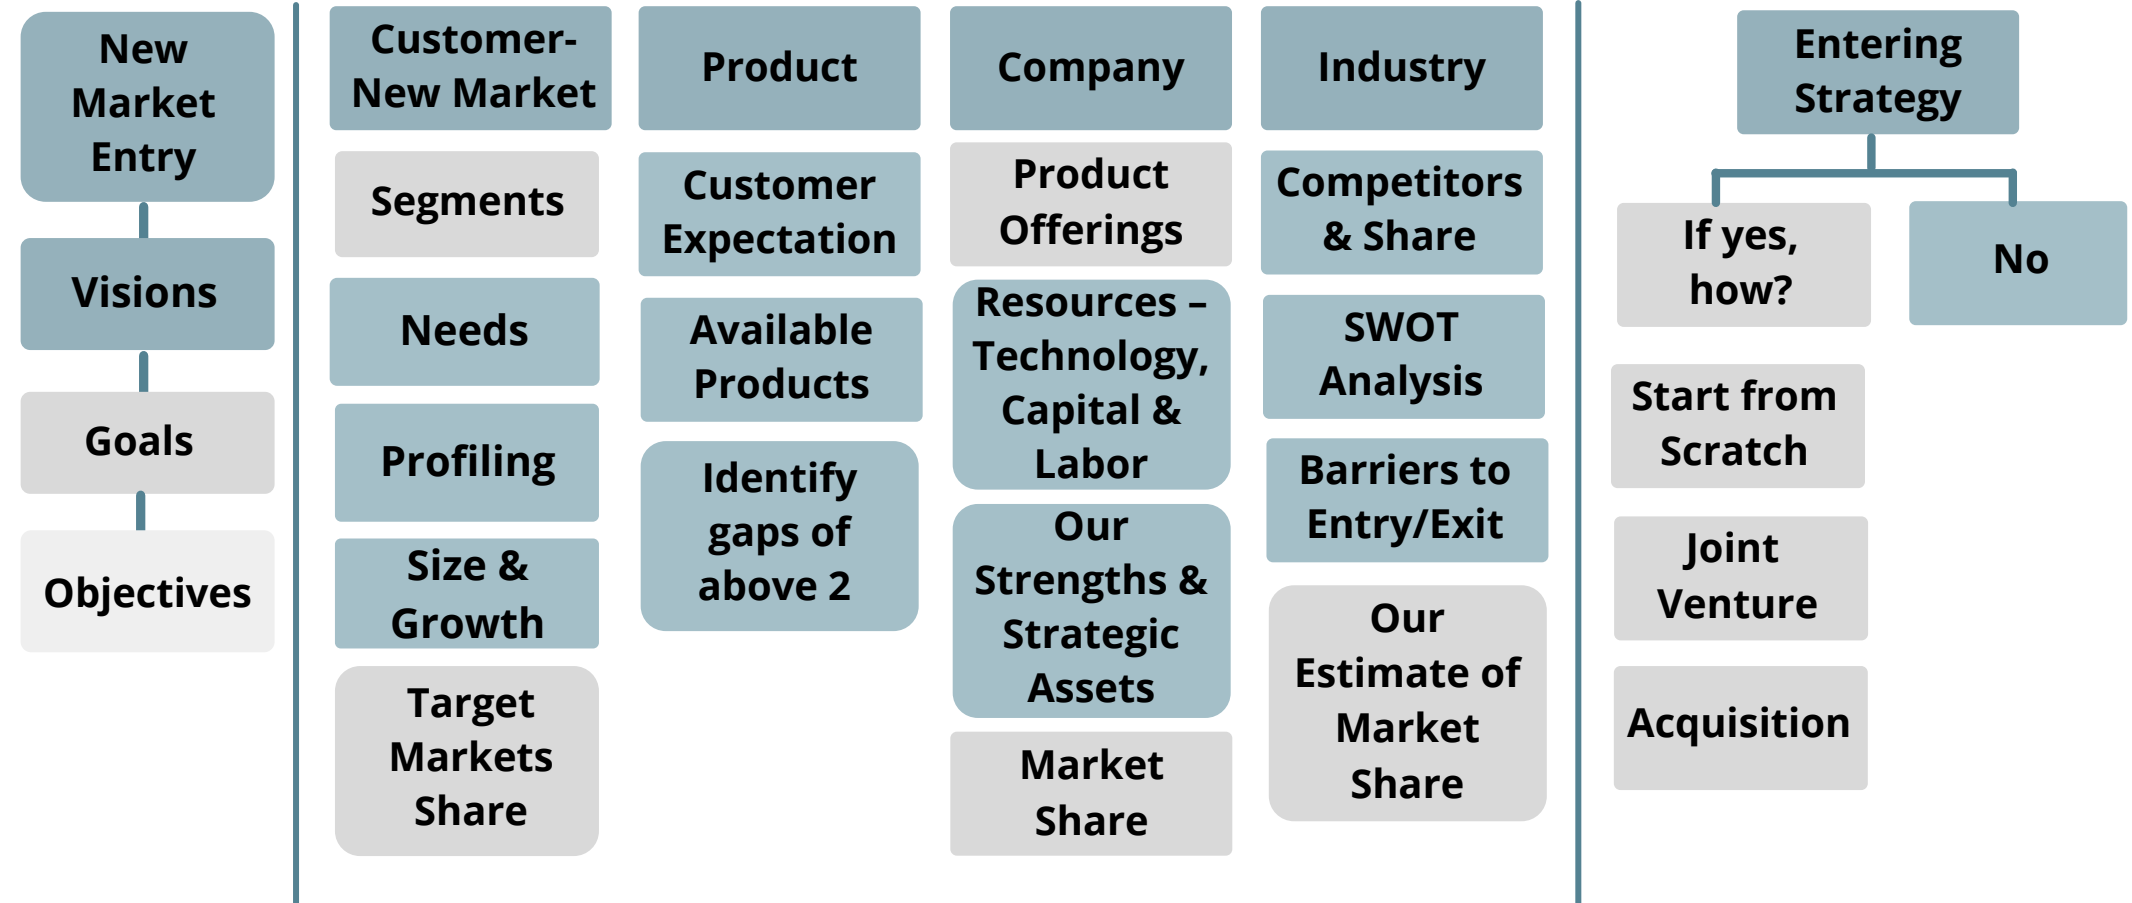 New
Market
Entry
Visions
Goals
Objectives
Customer-
New Market
Segments
Needs
Profiling
Size &
Growth
Target
Markets
Share
Product
Customer
Expectation
Available
Products
Identify
gaps of
above 2
Company
Product
Offerings
Resources –
Technology,
Capital &
Labor
Our
Strengths &
Strategic
Assets
Market
Share
Industry
Competitors
& Share
SWOT
Analysis
Barriers to
Entry/Exit
Our
Estimate of
Market
Share
Entering
Strategy
If yes,
how?
No
Start from
Scratch
Joint
Venture
Acquisition